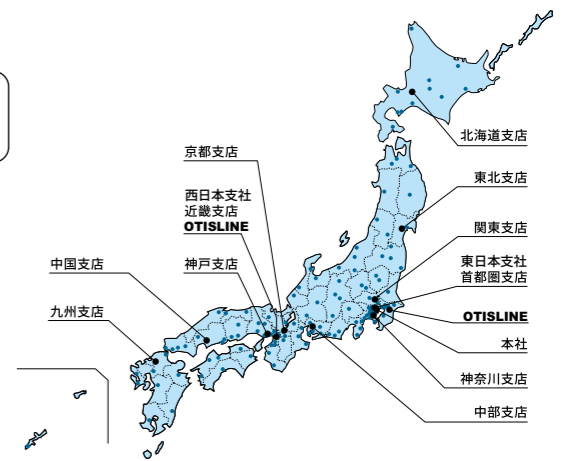 北海道支店
京都支店
東北支店
西日本支社
近畿支店
OTISLINE
関東支店
中国支店
神戸支店
東日本支社
首都圏支店
九州支店
OTISLINE
本社
神奈川支店
中部支店